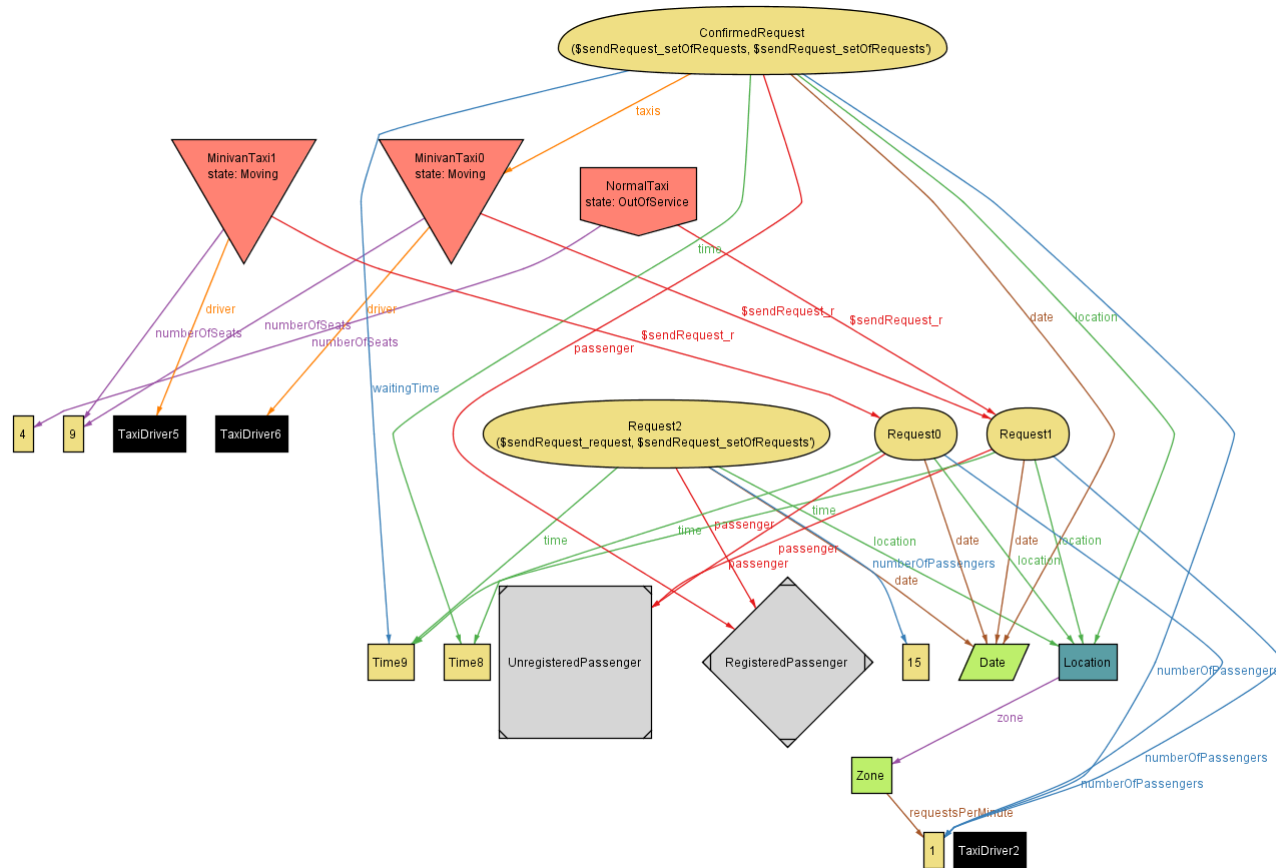 ConfirmedRequest
($sendRequest_setOfRequests, $sendRequest_setOfRequests')
taxis
MinivanTaxi1
state: Moving
MinivanTaxi0
state: Moving
NormalTaxi
state: OutOfService
time
driver
driver
numberOfSeats
numberOfSeats
numberOfSeats
$sendRequest_r
$sendRequest_r
$sendRequest_r
date
location
passenger
waitingTime
4
9
TaxiDriver5
TaxiDriver6
Request2
($sendRequest_request, $sendRequest_setOfRequests')
Request0
Request1
time
time
time
passenger
passenger
passenger
location
numberOfPassengers
date
date
location
date
location
Time9
Time8
UnregisteredPassenger
RegisteredPassenger
15
Date
Location
numberOfPassengers
zone
numberOfPassengers
numberOfPassengers
Zone
requestsPerMinute
1
TaxiDriver2